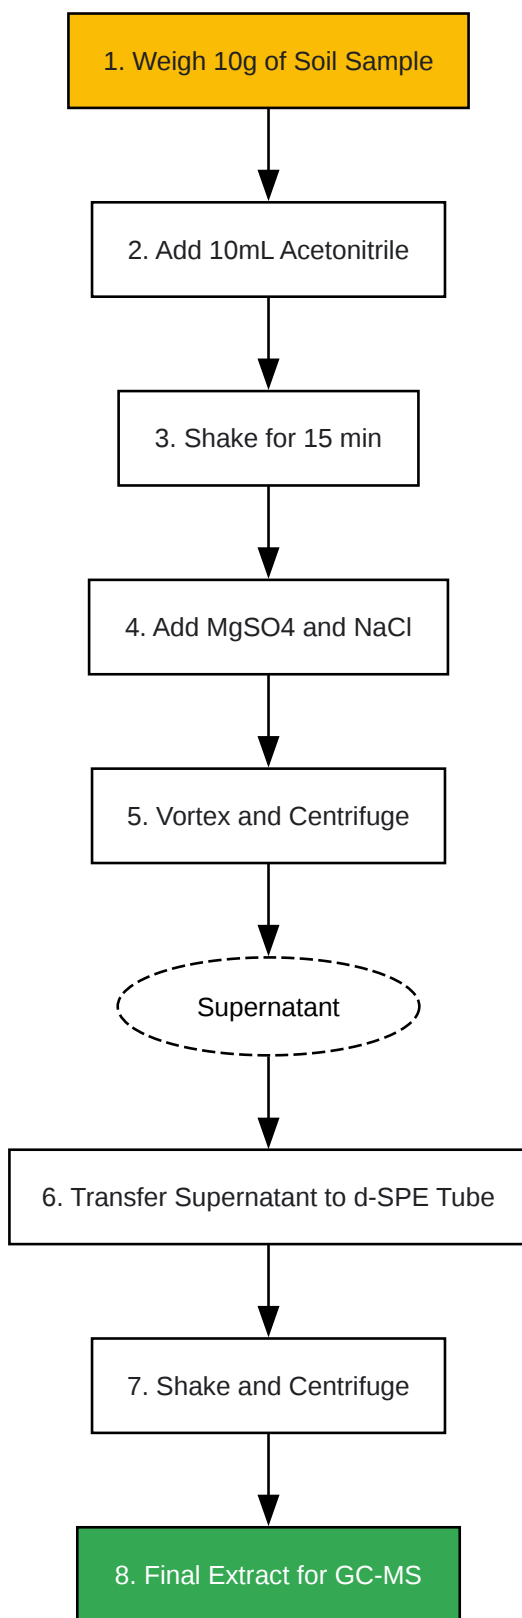 1. Weigh 10g of Soil Sample
2. Add 10mL Acetonitrile
3. Shake for 15 min
4. Add MgSO4 and NaCl
5. Vortex and Centrifuge
Supernatant
6. Transfer Supernatant to d-SPE Tube
7. Shake and Centrifuge
8. Final Extract for GC-MS